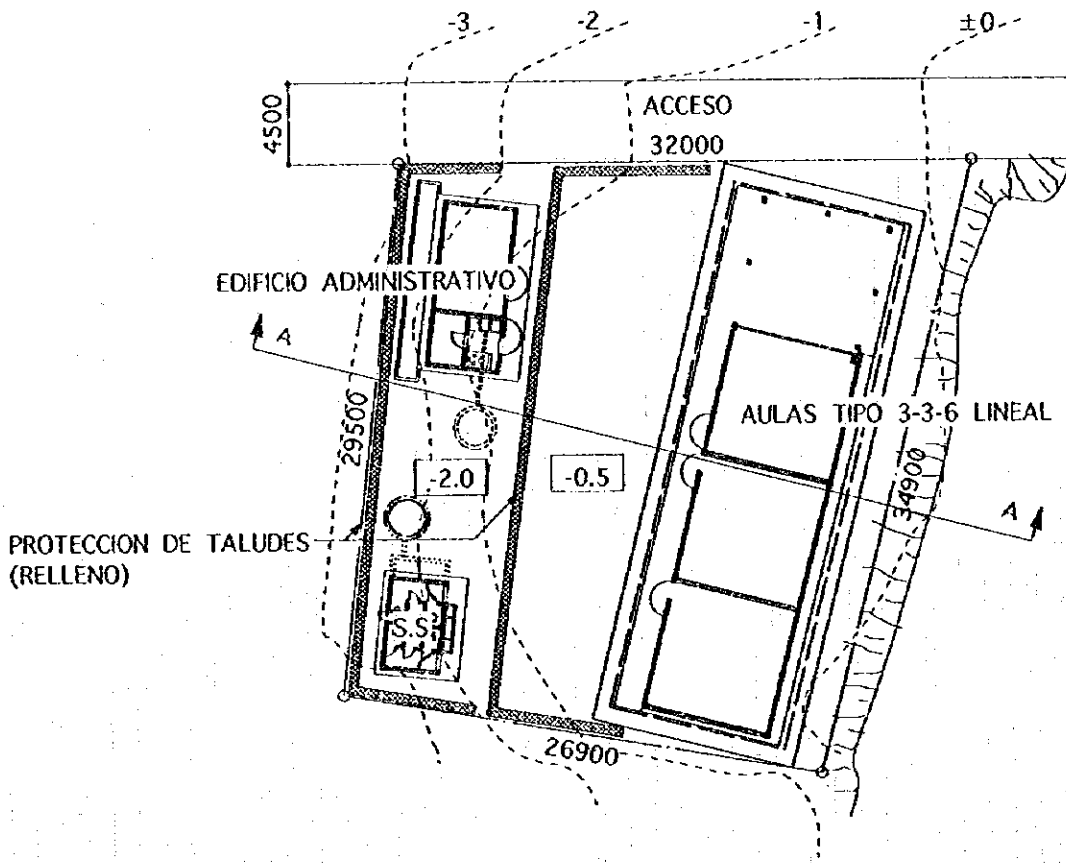 -3
-2
-1
±0
4500
ACCESO
32000
EDIFICIO ADMINISTRATIVO
A
AULAS TIPO 3-3-6 LINEAL
29500
-2.0
-0.5
34900
A
PROTECCION DE TALUDES
(RELLENO)
S.S
26900